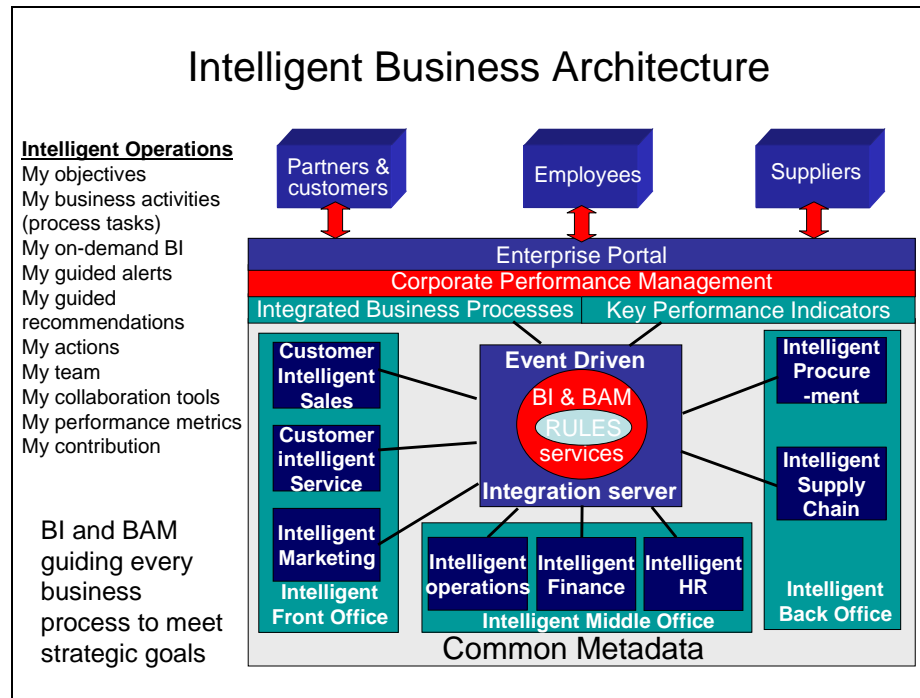 Intelligent Business Architecture
Intelligent Operations
My objectives
My business activities
(process tasks)
My on-demand BI
My guided alerts
My guided
recommendations
My actions
My team
My collaboration tools
My performance metrics
My contribution
BI and BAM
guiding every
business
process to meet
strategic goals
Partners &
customers
Employees
Suppliers
Enterprise Portal
Corporate Performance Management
Integrated Business Processes
Key Performance Indicators
Customer
Intelligent
Sales
Customer
intelligent
Service
Intelligent
Marketing
Intelligent
Front Office
Event Driven
BI & BAM
RULES
services
Integration server
Intelligent
operations
Intelligent
Finance
Intelligent
HR
Intelligent Middle Office
Intelligent
Procure
-ment
Intelligent
Supply
Chain
Intelligent
Back Office
Common Metadata